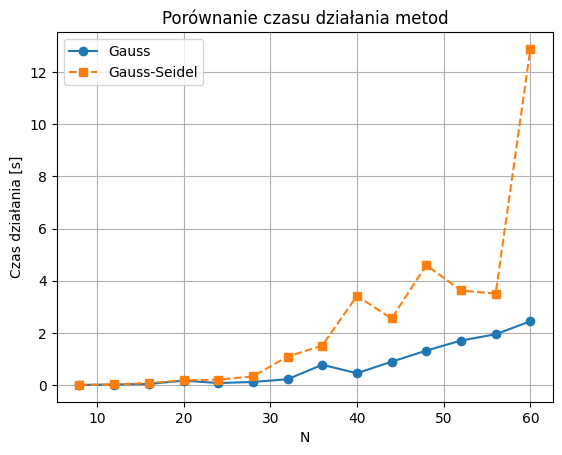 Porównanie czasu działania metod
Gauss
Gauss-Seidel
Czas działania [s]
12
10
8
6
4
2
0
10 20 30 40 50 60
N